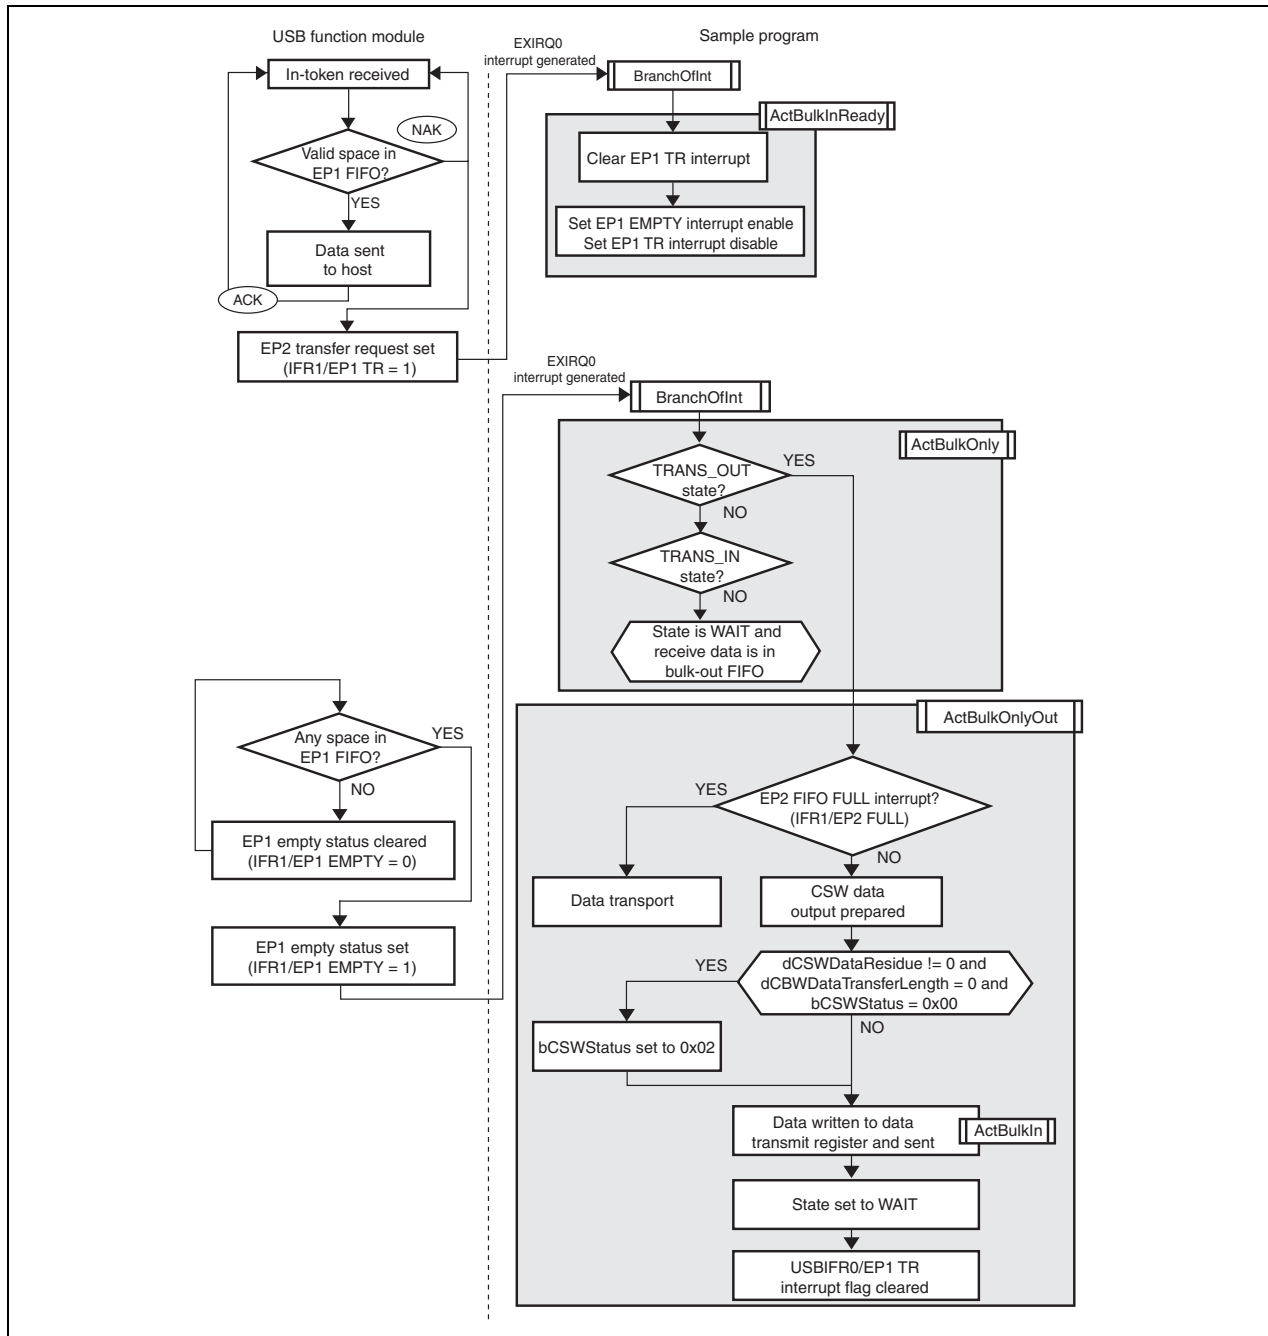 USB function module
Sample program
EXIRQ0
interrupt generated
In-token received
BranchOfInt
NAK
ActBulkInReady
Valid space in
EP1 FIFO?
Clear EP1 TR interrupt
YES
Set EP1 EMPTY interrupt enable
Set EP1 TR interrupt disable
Data sent
to host
ACK
EP2 transfer request set
(IFR1/EP1 TR = 1)
EXIRQ0
interrupt generated
BranchOfInt
ActBulkOnly
TRANS_OUT
state?
YES
NO
TRANS_IN
state?
NO
State is WAIT and
receive data is in
bulk-out FIFO
ActBulkOnlyOut
Any space in
EP1 FIFO?
YES
NO
EP1 empty status cleared
(IFR1/EP1 EMPTY = 0)
EP2 FIFO FULL interrupt?
(IFR1/EP2 FULL)
YES
NO
Data transport
CSW data
output prepared
EP1 empty status set
(IFR1/EP1 EMPTY = 1)
YES
dCSWDataResidue != 0 and
dCBWDataTransferLength = 0 and
bCSWStatus = 0x00
NO
bCSWStatus set to 0x02
Data written to data
transmit register and sent
ActBulkIn
State set to WAIT
USBIFR0/EP1 TR
interrupt flag cleared